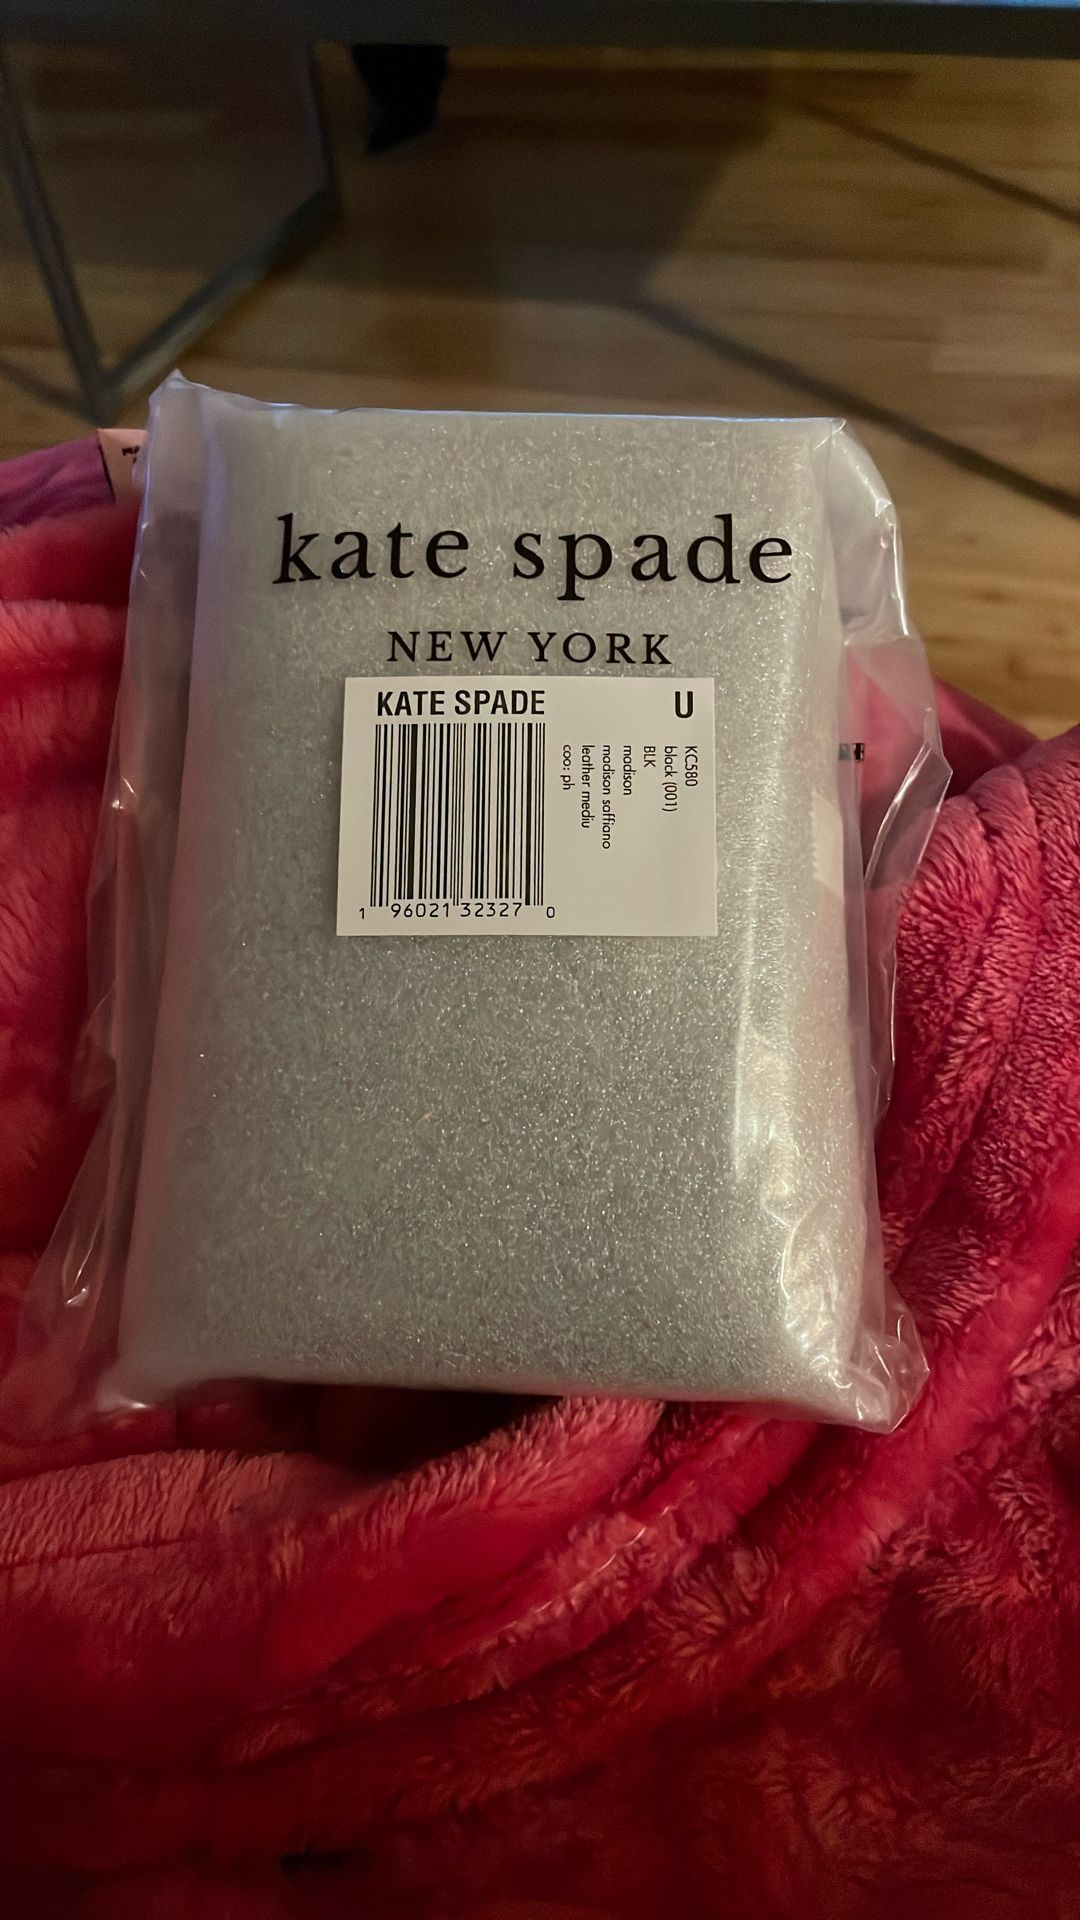 kate spade
NEW YORK
KATE SPADE
U
KC580
black (001)
BLK
madison
madison saffiano
leather mediu
coo: ph
1 96021 32327 0